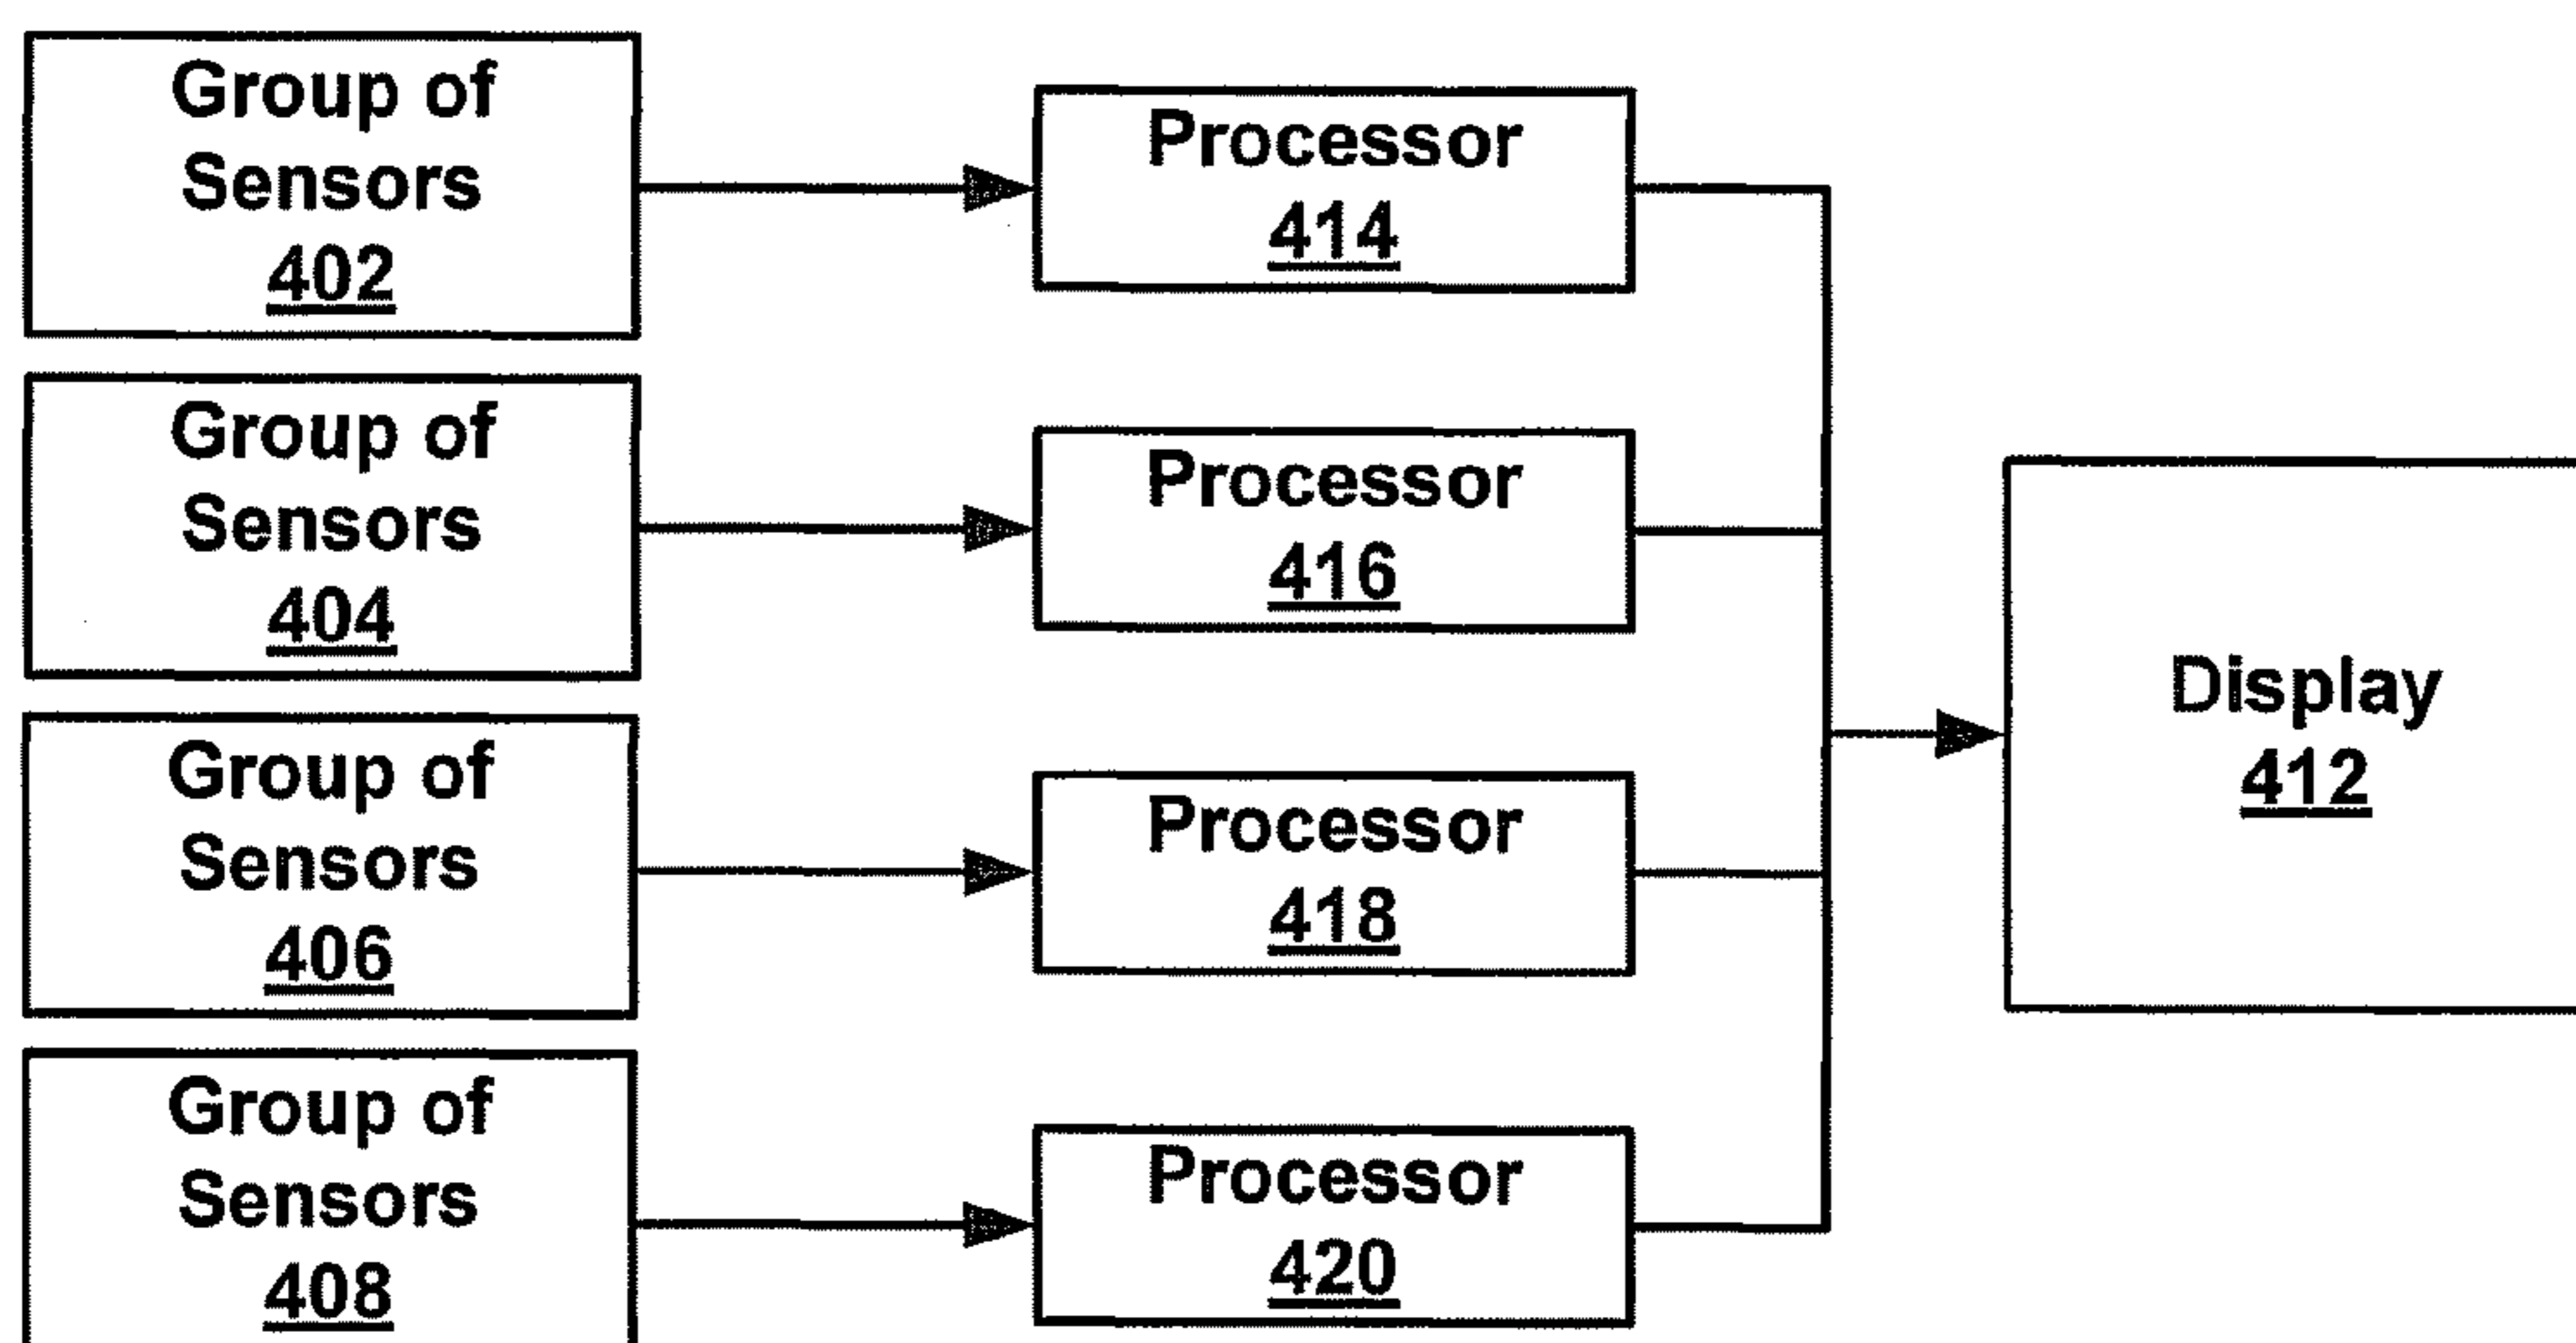 Group of
Sensors
402
Processor
414
Group of
Sensors
404
Processor
416
Group of
Sensors
406
Processor
418
Group of
Sensors
408
Processor
420
Display
412